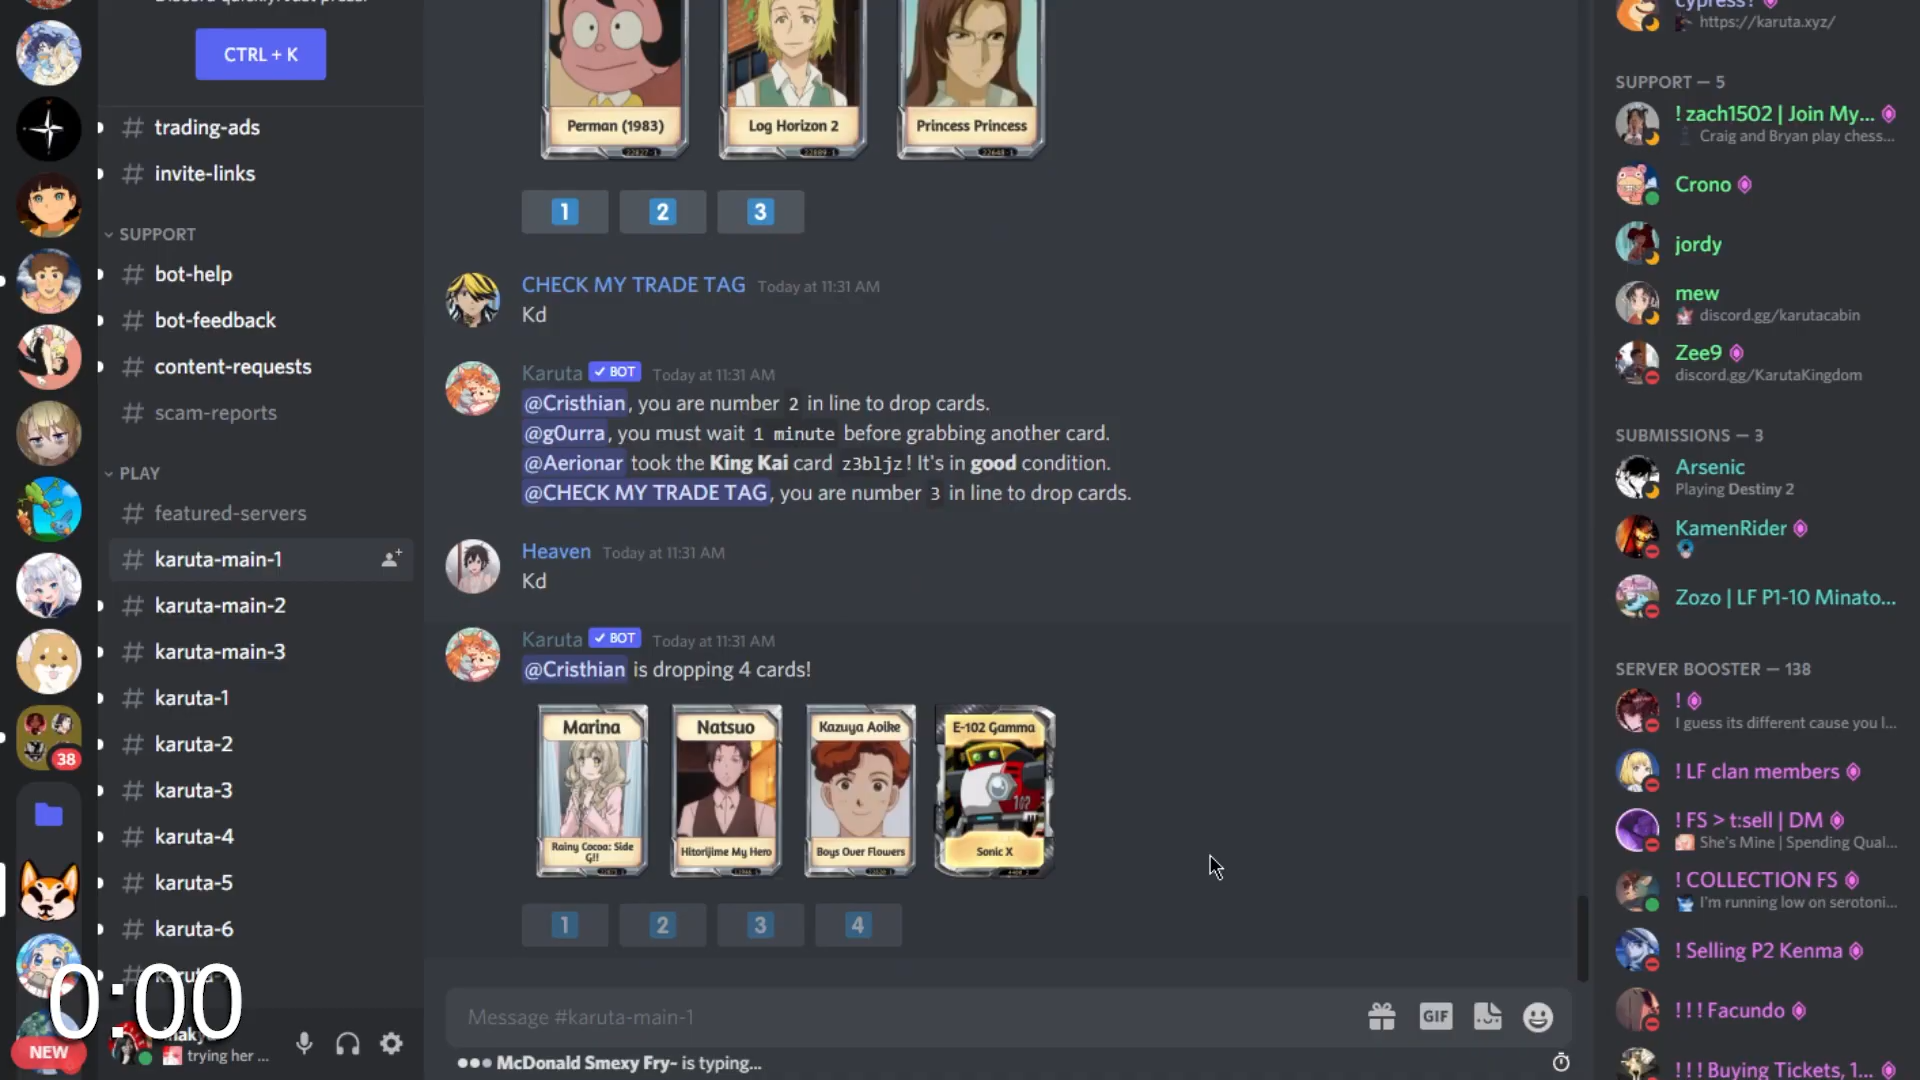 CTRL + K
trading-ads
invite-links
SUPPORT
bot-help
bot-feedback
content-requests
scam-reports
PLAY
featured-servers
karuta-main-1
karuta-main-2
karuta-main-3
karuta-1
karuta-2
karuta-3
karuta-4
karuta-5
karuta-6
38
0:00
NEW
trying her ...
Perman (1983)
Log Horizon 2
Princess Princess
1 2 3
CHECK MY TRADE TAG Today at 11:31 AM
Kd
Karuta ✓ BOT Today at 11:31 AM
@Cristhian, you are number 2 in line to drop cards.
@g0urra, you must wait 1 minute before grabbing another card.
@Aerionar took the King Kai card z3bljz! It's in good condition.
@CHECK MY TRADE TAG, you are number 3 in line to drop cards.
Heaven Today at 11:31 AM
Kd
Karuta ✓ BOT Today at 11:31 AM
@Cristhian is dropping 4 cards!
Marina
Rainy Cocoa: Side G!!
Natsuo
Hitorijime My Hero
Kazuya Aoike
Boys Over Flowers
E-102 Gamma
102
Sonic X
1 2 3 4
Message #karuta-main-1
GIF
McDonald Smexy Fry~ is typing...
cypress!
https://karuta.xyz/
SUPPORT — 5
! zach1502 | Join My...
Craig and Bryan play chess...
Crono
jordy
mew
discord.gg/karutacabin
Zee9
discord.gg/KarutaKingdom
SUBMISSIONS — 3
Arsenic
Playing Destiny 2
KamenRider
Zozo | LF P1-10 Minato...
SERVER BOOSTER — 138
!
I guess its different cause you l...
! LF clan members
! FS > t:sell | DM
She's Mine | Spending Qual...
! COLLECTION FS
I'm running low on serotoni...
! Selling P2 Kenma
! ! ! Facundo
! ! ! Buying Tickets, 1...